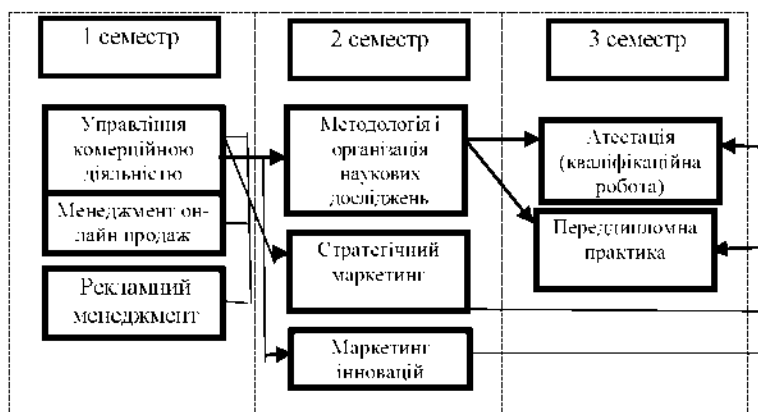 1 семестр
2 семестр
3 семестр
Управління
комерційною
діяльністю
Менеджмент он-
лайн продаж
Рекламний
менеджмент
Методологія і
організація
наукових
досліджень
Стратегічний
маркетинг
Маркетинг
інновацій
Атестація
(кваліфікаційна
робота)
Переддипломна
практика